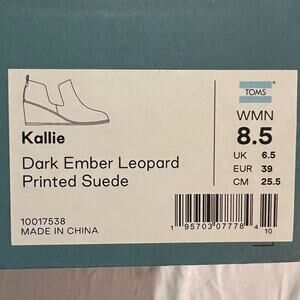 TOMS
Kallie
Dark Ember Leopard
Printed Suede
WMN
8.5
UK 6.5
EUR 39
CM 25.5
10017538
MADE IN CHINA
1 95703 07778 4
10